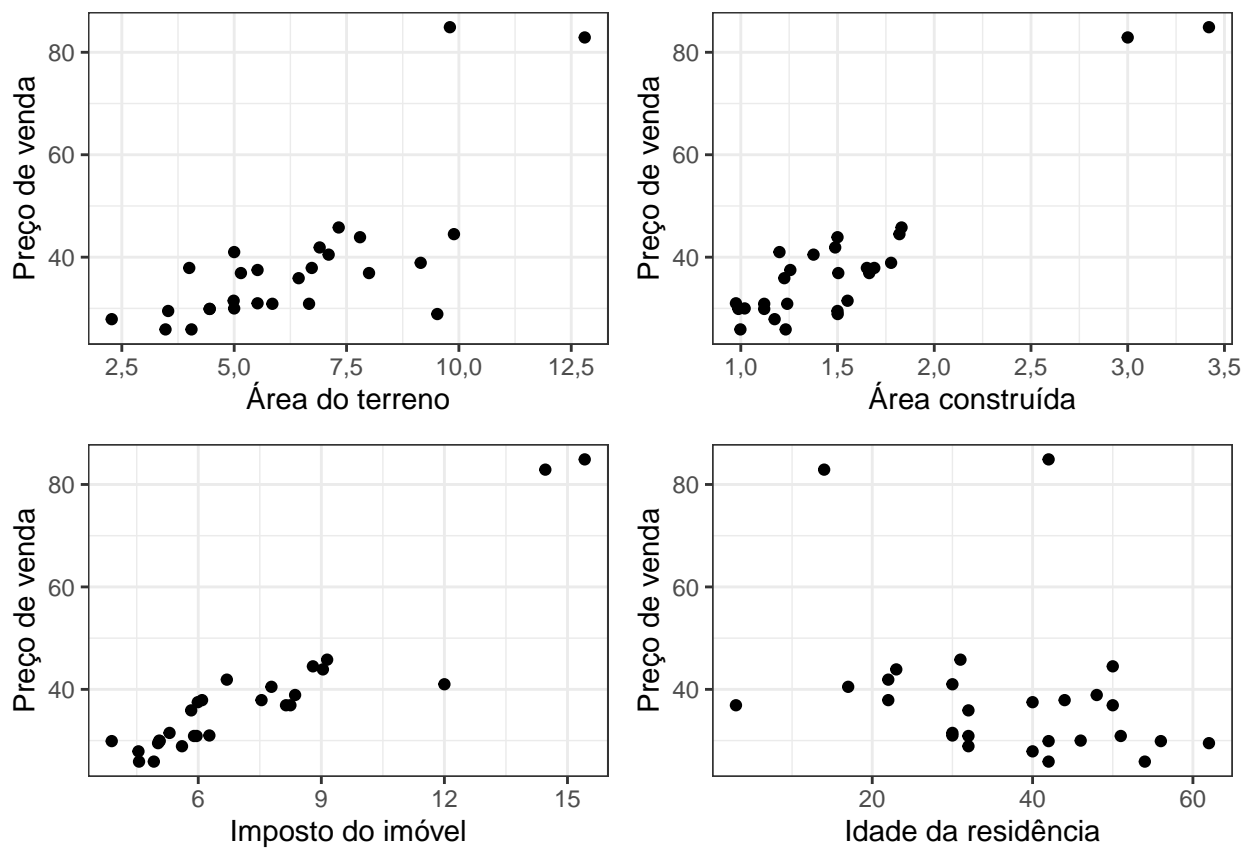 Preço de venda
80
60
40
2,5 5,0 7,5 10,0 12,5
Área do terreno
Preço de venda
80
60
40
1,0 1,5 2,0 2,5 3,0 3,5
Área construída
Preço de venda
80
60
40
6 9 12 15
Imposto do imóvel
Preço de venda
80
60
40
20 40 60
Idade da residência